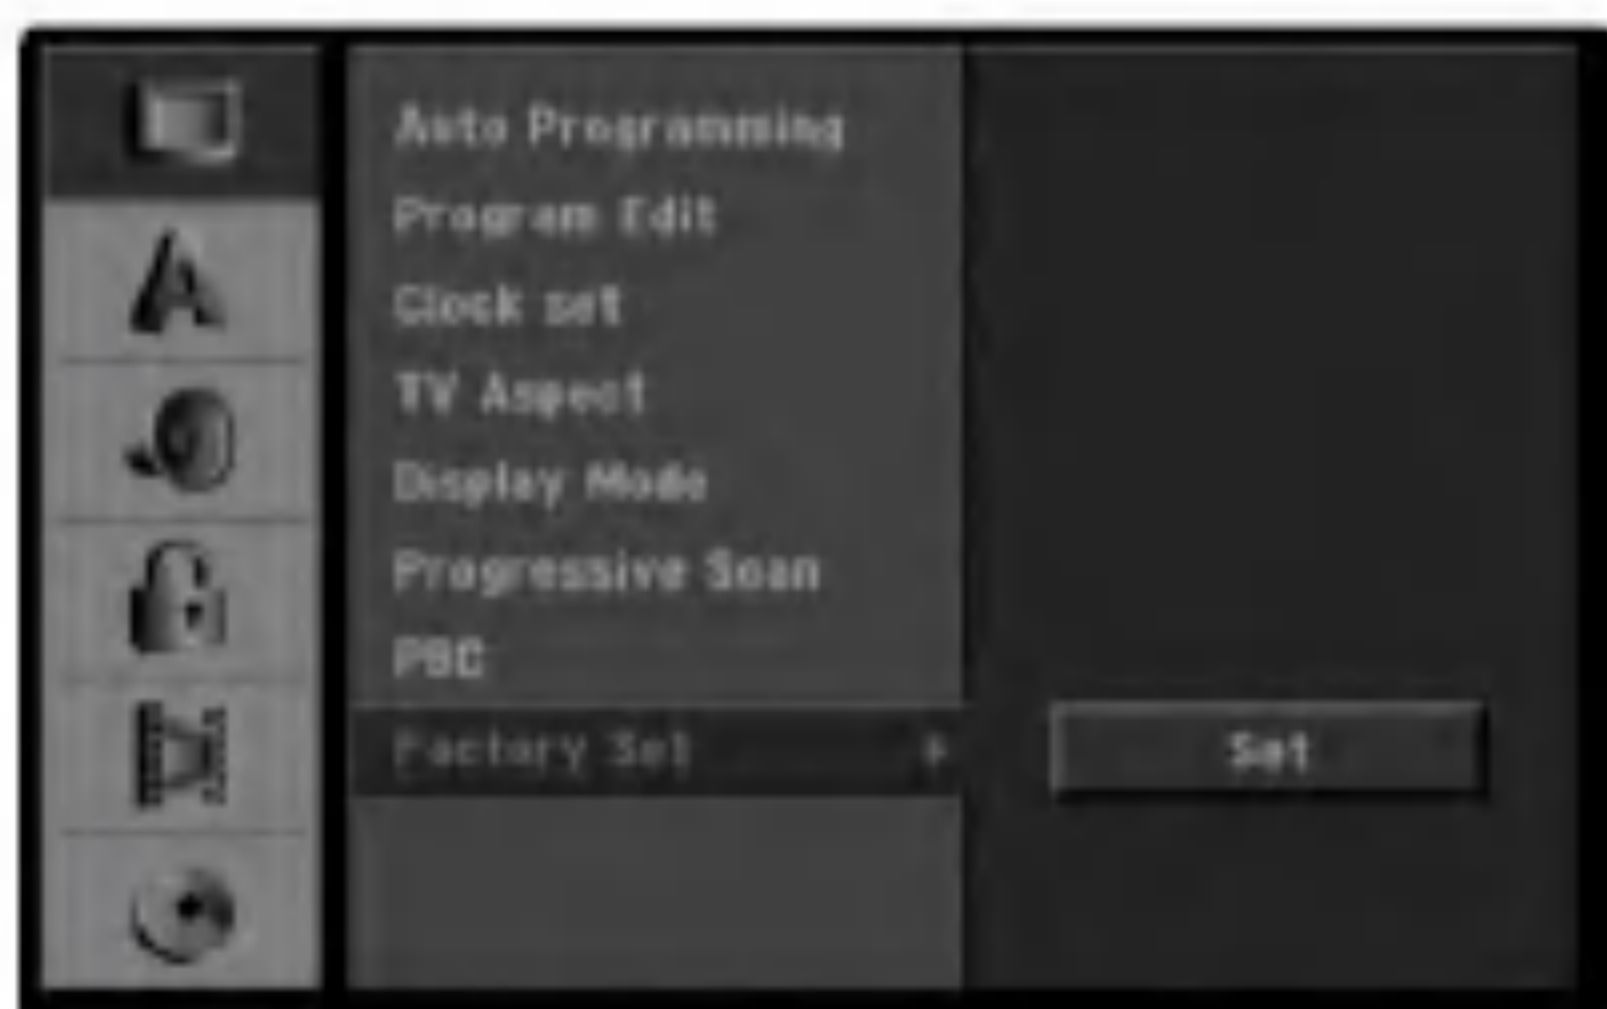 Auto Programming
Program Edit
Clock set
TV Aspect
Display Mode
Progressive Scan
PBC
Factory Set
Set